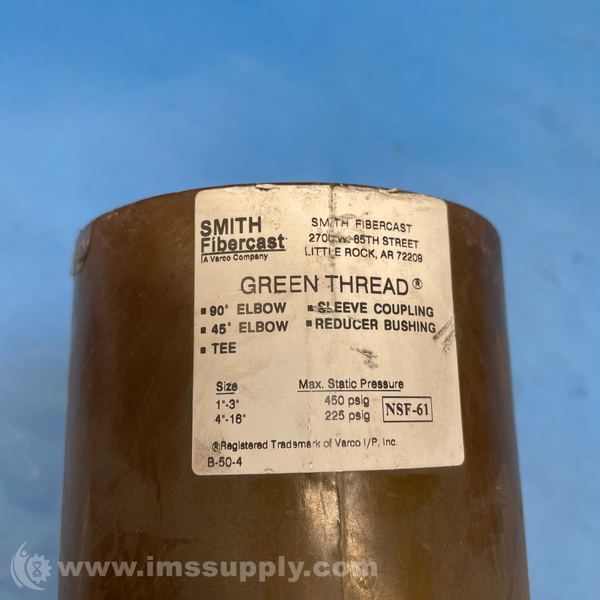 SMITH
Fibercast
A Varco Company
SMITH FIBERCAST
2700 W. 65TH STREET
LITTLE ROCK, AR 72209
GREEN THREAD®
▪ 90° ELBOW
▪ 45° ELBOW
▪ TEE
▪ SLEEVE COUPLING
▪ REDUCER BUSHING
Size Max. Static Pressure
1"-3" 450 psig
4"-16" 225 psig
NSF-61
®Registered Trademark of Varco I/P, Inc.
B-50-4
www.imssupply.com